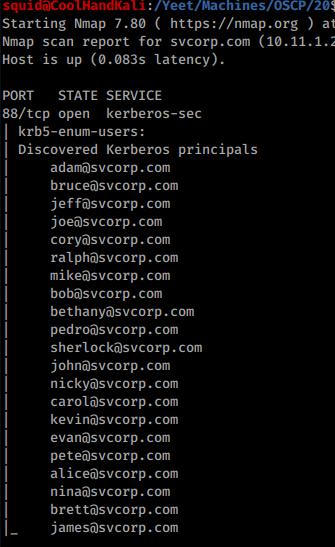 squid@CoolHandKali:/Yeet/Machines/OSCP/20$
Starting Nmap 7.80 ( https://nmap.org ) at
Nmap scan report for svcorp.com (10.11.1.2
Host is up (0.083s latency).
PORT   STATE SERVICE
88/tcp open  kerberos-sec
| krb5-enum-users:
| Discovered Kerberos principals
|     adam@svcorp.com
|     bruce@svcorp.com
|     jeff@svcorp.com
|     joe@svcorp.com
|     cory@svcorp.com
|     ralph@svcorp.com
|     mike@svcorp.com
|     bob@svcorp.com
|     bethany@svcorp.com
|     pedro@svcorp.com
|     sherlock@svcorp.com
|     john@svcorp.com
|     nicky@svcorp.com
|     carol@svcorp.com
|     kevin@svcorp.com
|     evan@svcorp.com
|     pete@svcorp.com
|     alice@svcorp.com
|     nina@svcorp.com
|     brett@svcorp.com
|_    james@svcorp.com